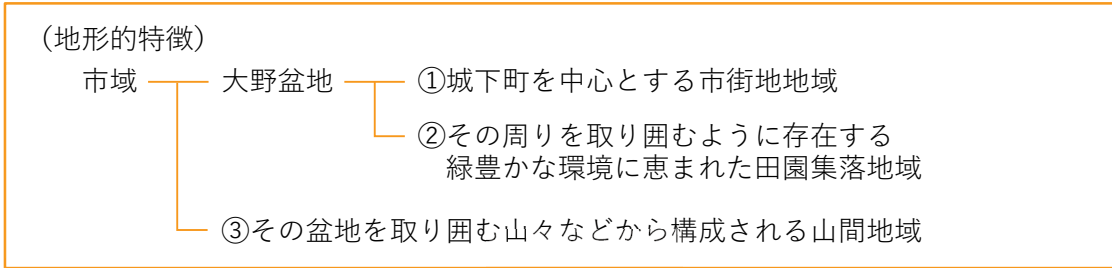 （地形的特徴）
市域 大野盆地 ①城下町を中心とする市街地地域
②その周りを取り囲むように存在する
緑豊かな環境に恵まれた田園集落地域
③その盆地を取り囲む山々などから構成される山間地域